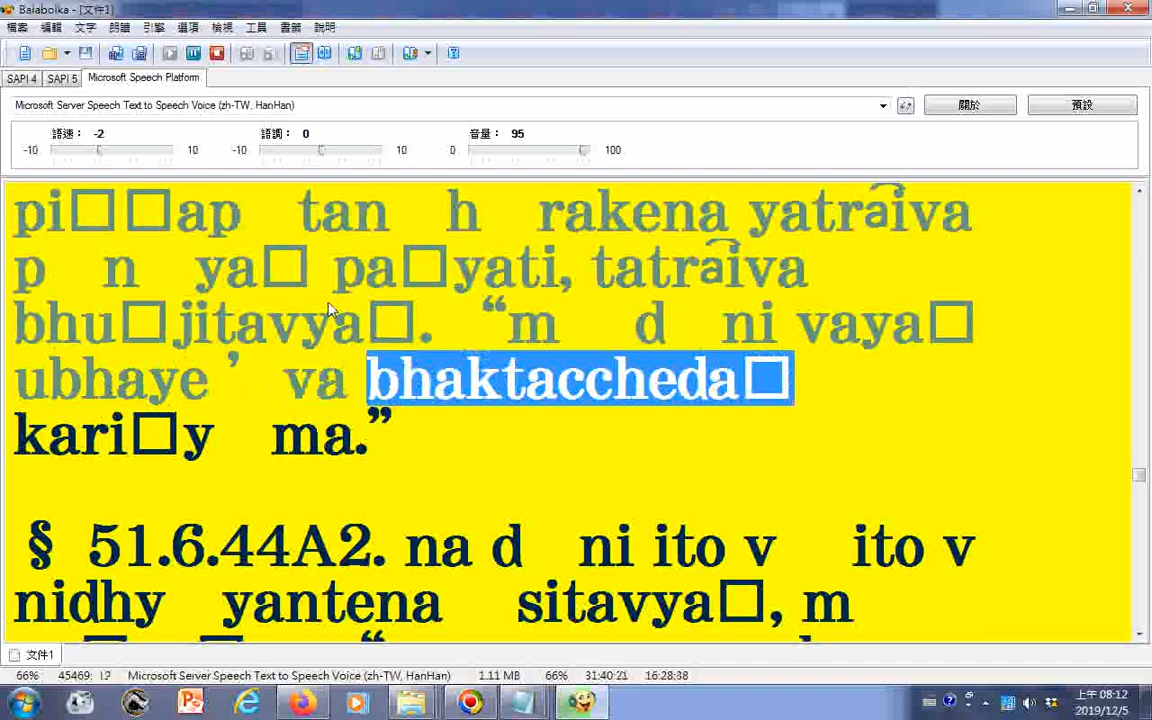 Balabolka - [文件1]
檔案 編輯 文字 朗讀 引擎 選項 檢視 工具 書籤 說明
SAPI 4 SAPI 5 Microsoft Speech Platform
Microsoft Server Speech Text to Speech Voice (zh-TW, HanHan) 關於 預設
語速： -2 語調： 0 音量： 95
-10 10 -10 10 0 100
pi□□ap tan h rakena yatra͡iva
p n ya□ pa□yati, tatra͡iva
bhu□jitavya□. “m d ni vaya□
ubhaye ’ va bhaktaccheda□
kari□y ma.”
§ 51.6.44A2. na d ni ito v ito v
nidhy yantena sitavya□, m
文件1
66% 45469: 12 Microsoft Server Speech Text to Speech Voice (zh-TW, HanHan) 1.11 MB 66% 31:40:21 16:28:38
上午 08:12
2019/12/5